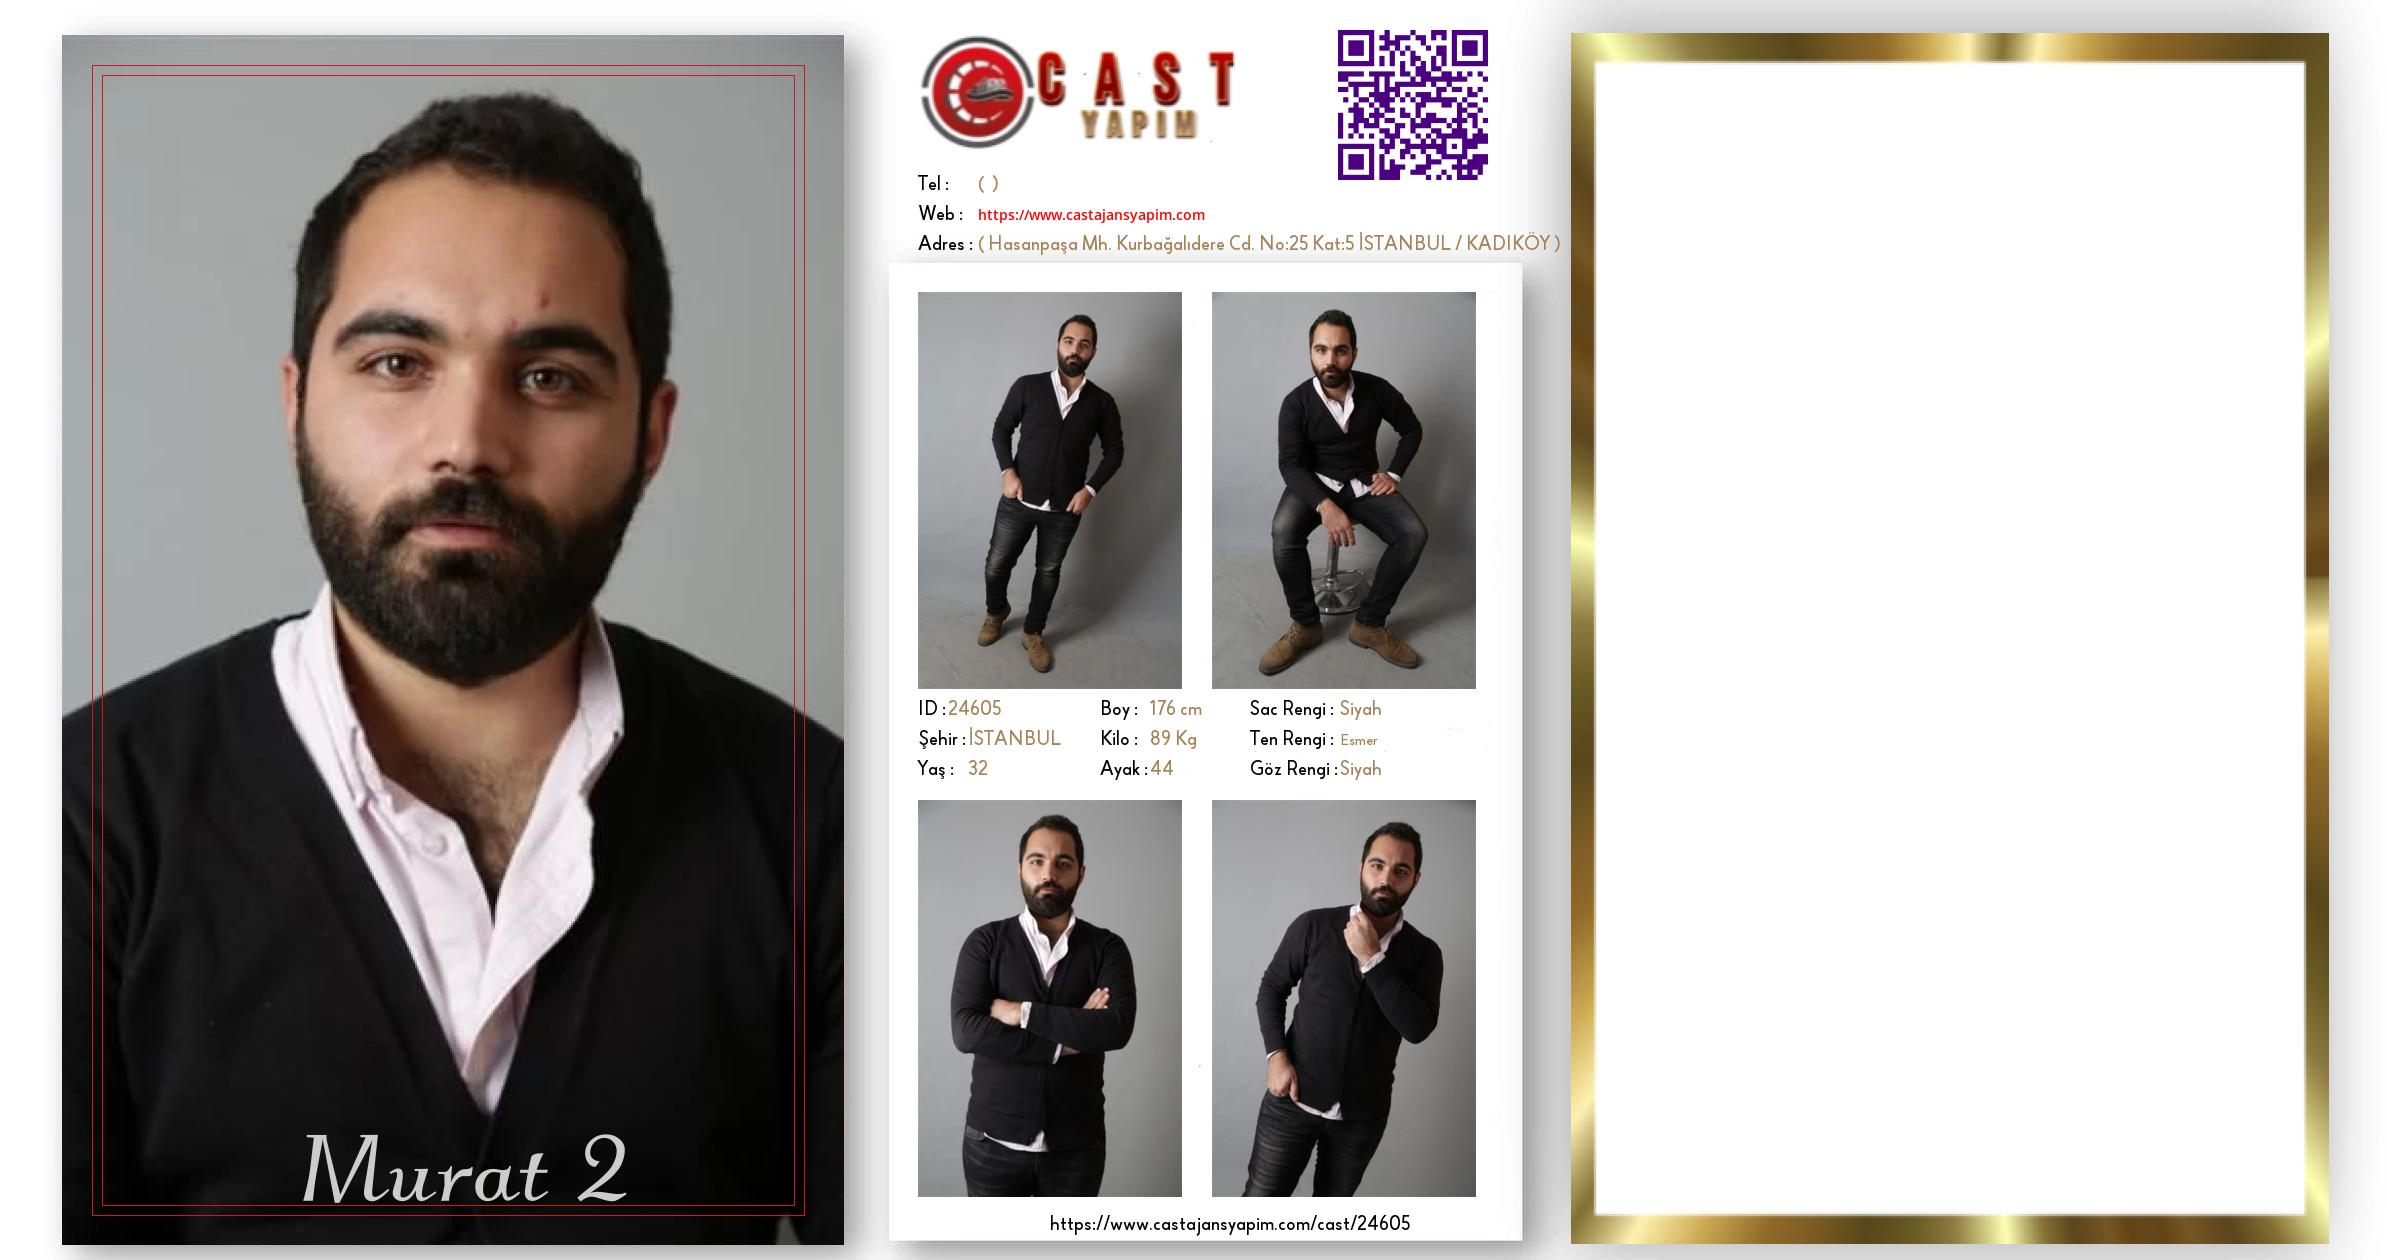 Murat 2
CAST
YAPIM
Tel : ( )
Web : https://www.castajansyapim.com
Adres : ( Hasanpaşa Mh. Kurbağalıdere Cd. No:25 Kat:5 İSTANBUL / KADIKÖY )
ID : 24605 Boy : 176 cm Sac Rengi : Siyah
Şehir : İSTANBUL Kilo : 89 Kg Ten Rengi : Esmer
Yaş : 32 Ayak : 44 Göz Rengi : Siyah
https://www.castajansyapim.com/cast/24605